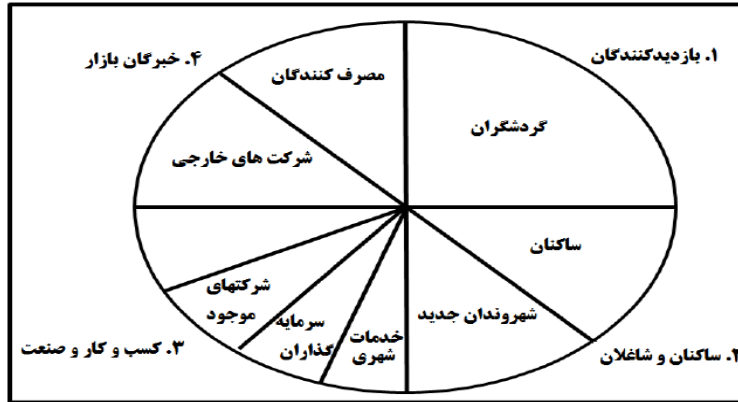 ۱. بازدیدکنندگان
گردشگران
۴. خبرگان بازار
مصرف کنندگان
شرکت های خارجی
ساکنان
شهروندان جدید
۲. ساکنان و شاغلان
شرکتهای
موجود
سرمایه
گذاران
خدمات
شهری
۳. کسب و کار و صنعت